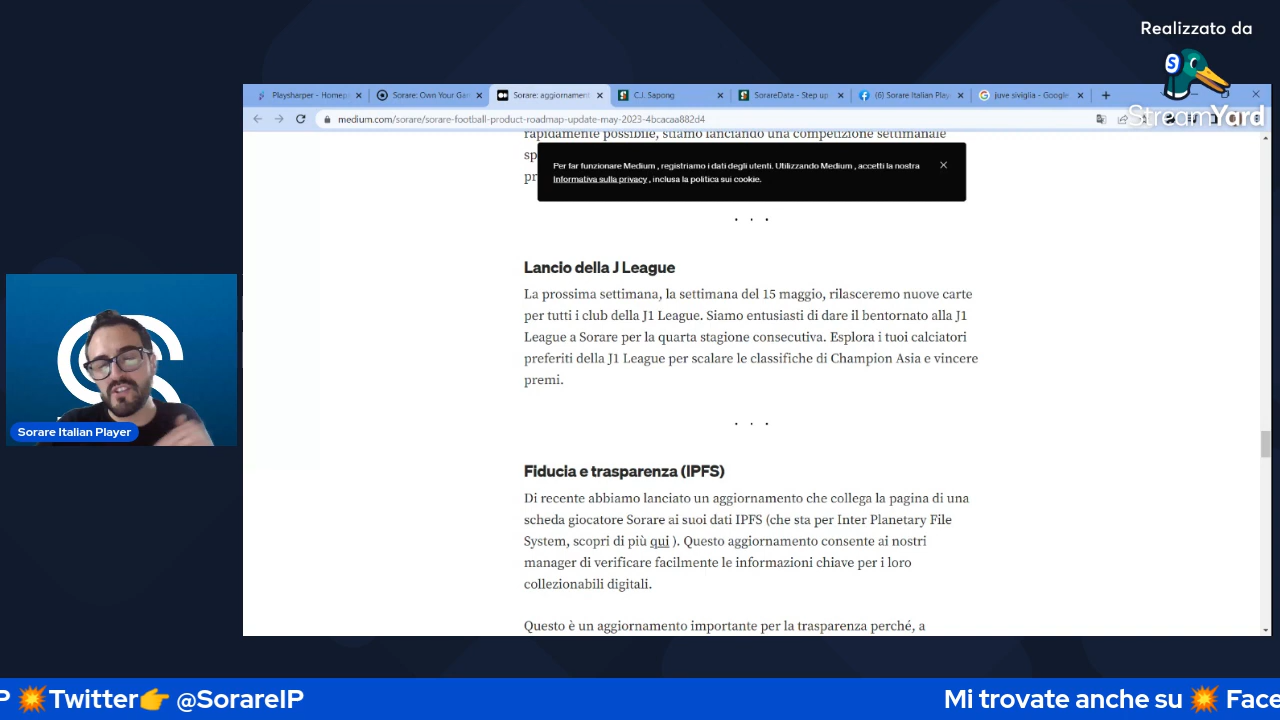 Realizzato da
StreamYard
Playsharper - Homep
Sorare: Own Your Gam
Sorare: aggiornament
C.J. Sapong
SorareData - Step up
(6) Sorare Italian Play
juve siviglia - Google
medium.com/sorare/sorare-football-product-roadmap-update-may-2023-4bcacaa882d4
rapidamente possibile, stiamo lanciando una competizione settimanale
sp
pr
Per far funzionare Medium , registriamo i dati degli utenti. Utilizzando Medium , accetti la nostra
Informativa sulla privacy , inclusa la politica sui cookie.
. . .
Lancio della J League
La prossima settimana, la settimana del 15 maggio, rilasceremo nuove carte
per tutti i club della J1 League. Siamo entusiasti di dare il bentornato alla J1
League a Sorare per la quarta stagione consecutiva. Esplora i tuoi calciatori
preferiti della J1 League per scalare le classifiche di Champion Asia e vincere
premi.
. . .
Fiducia e trasparenza (IPFS)
Di recente abbiamo lanciato un aggiornamento che collega la pagina di una
scheda giocatore Sorare ai suoi dati IPFS (che sta per Inter Planetary File
System, scopri di più qui ). Questo aggiornamento consente ai nostri
manager di verificare facilmente le informazioni chiave per i loro
collezionabili digitali.
Questo è un aggiornamento importante per la trasparenza perché, a
Sorare Italian Player
P 💥Twitter👉 @SorareIP
Mi trovate anche su 💥 Face